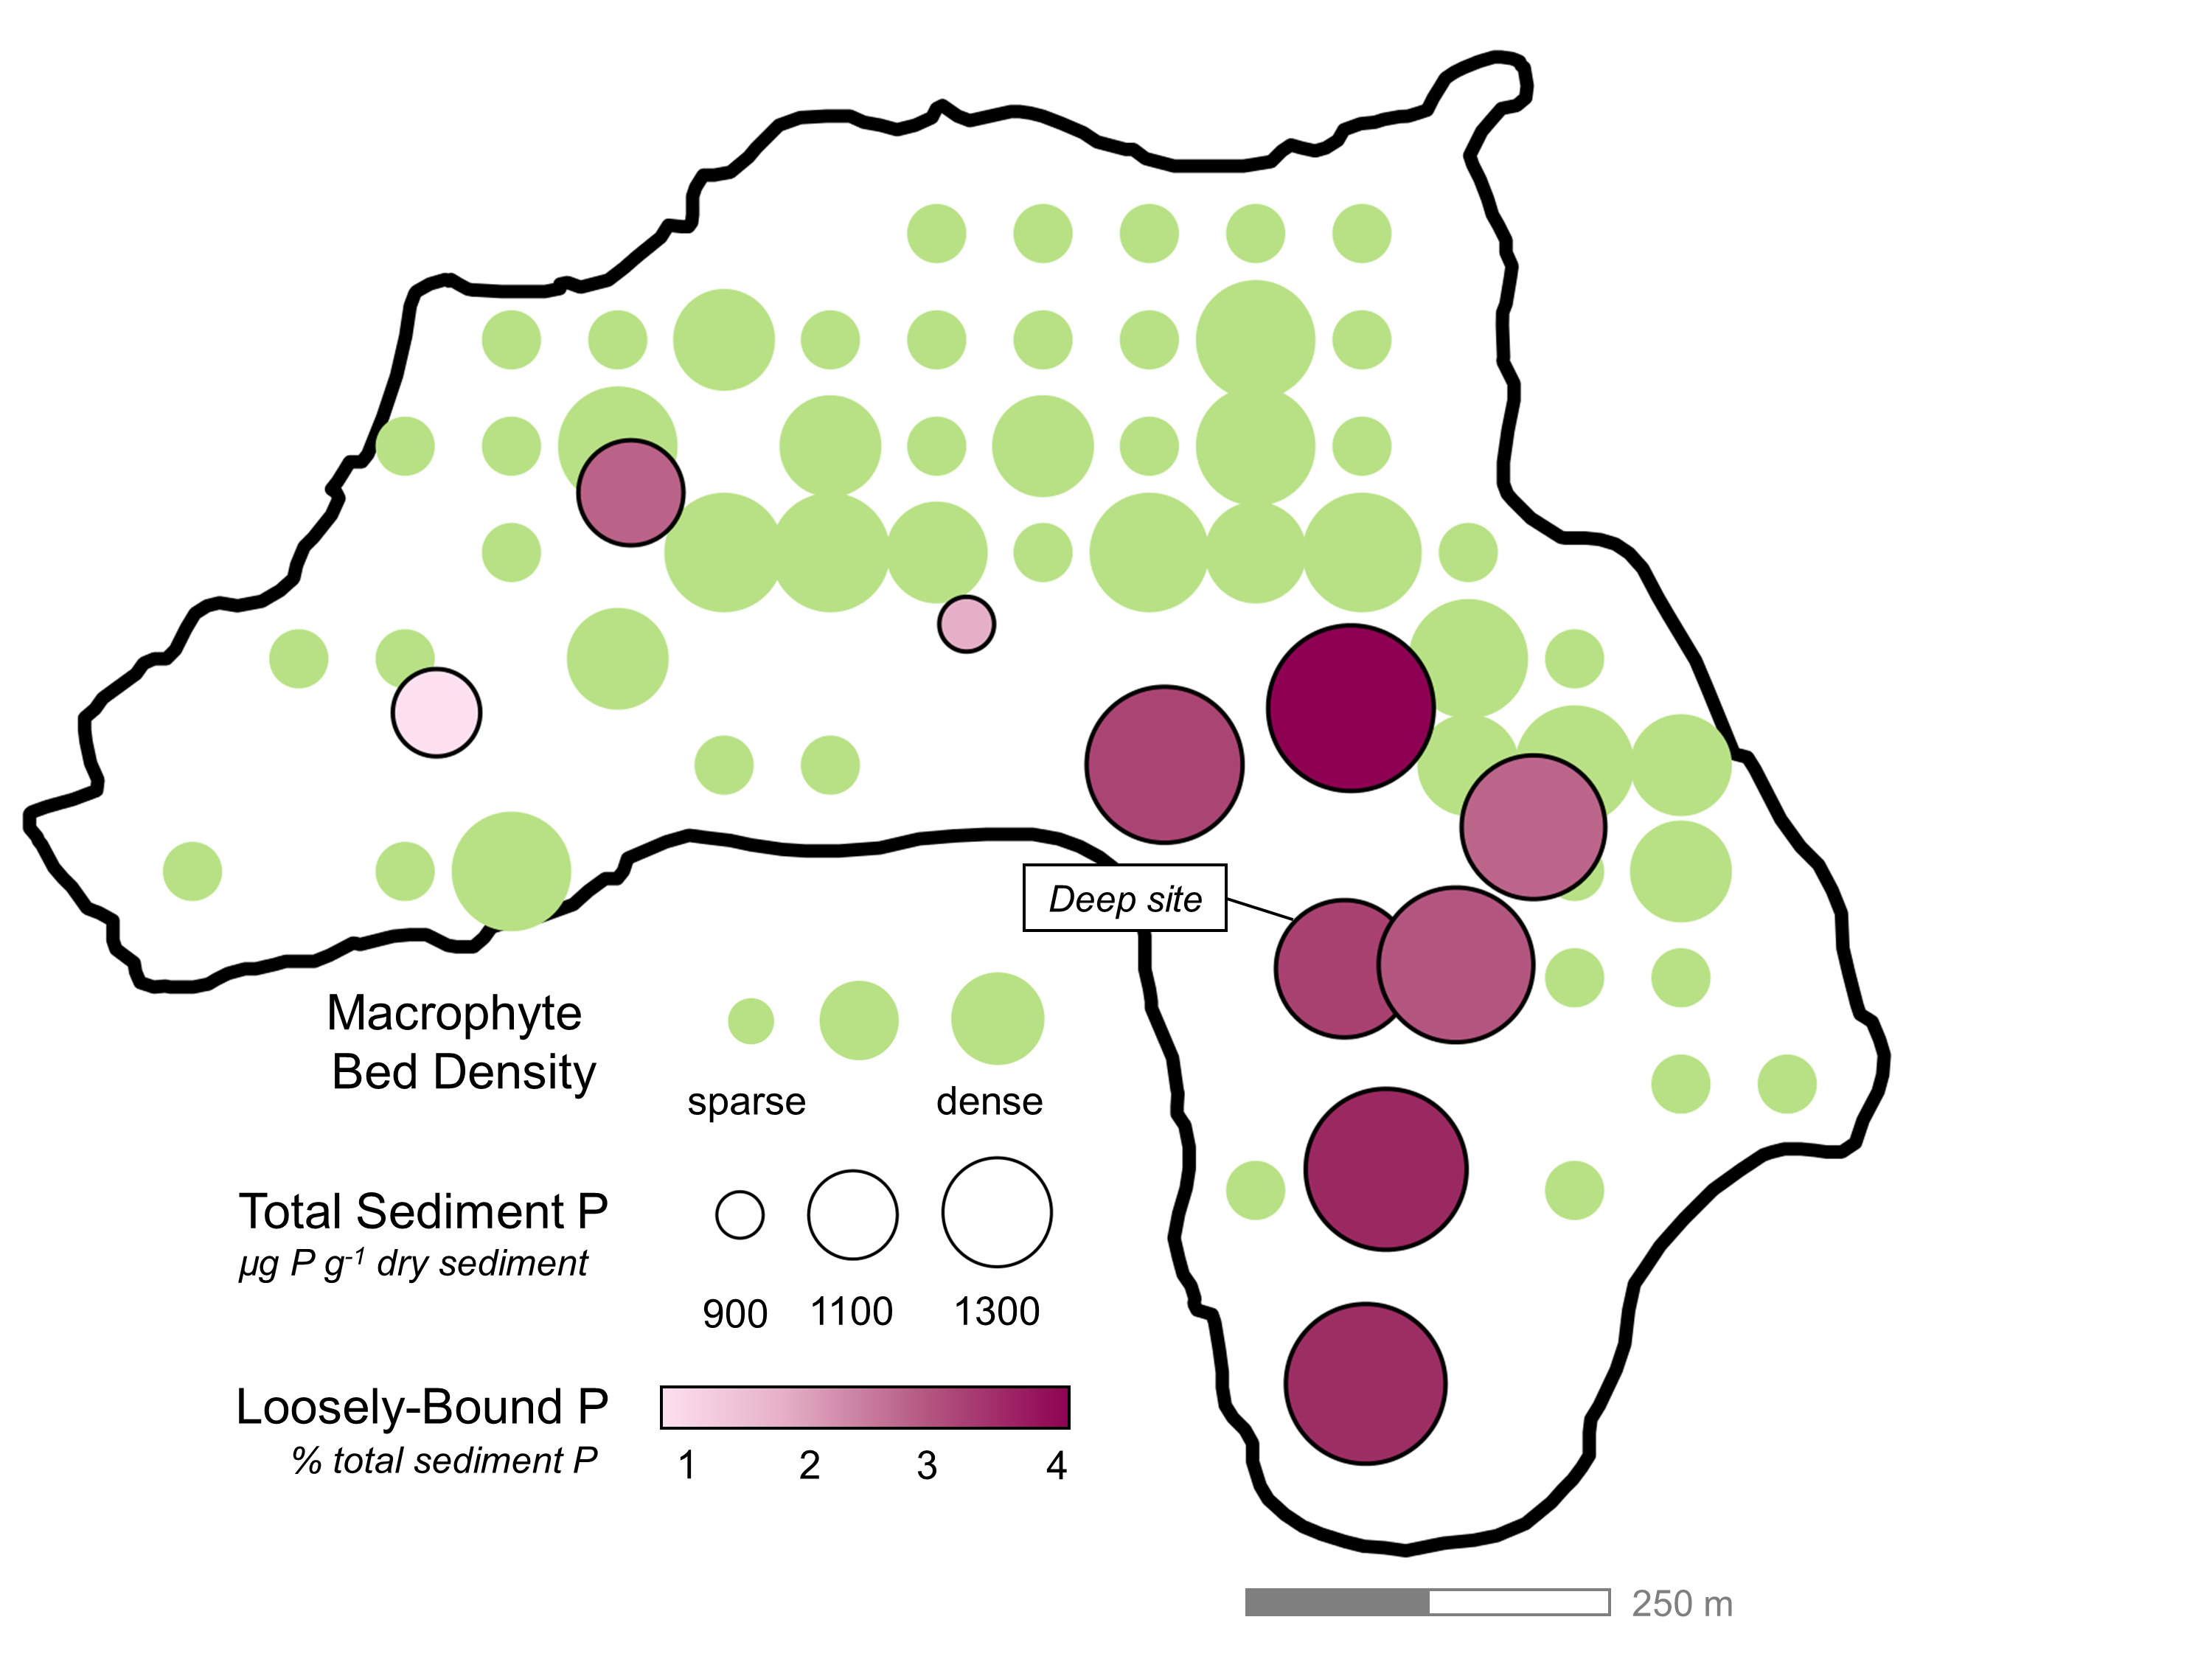 Deep site
Macrophyte
Bed Density
sparse dense
Total Sediment P
µg P g-1 dry sediment
900 1100 1300
Loosely-Bound P
% total sediment P
1 2 3 4
250 m